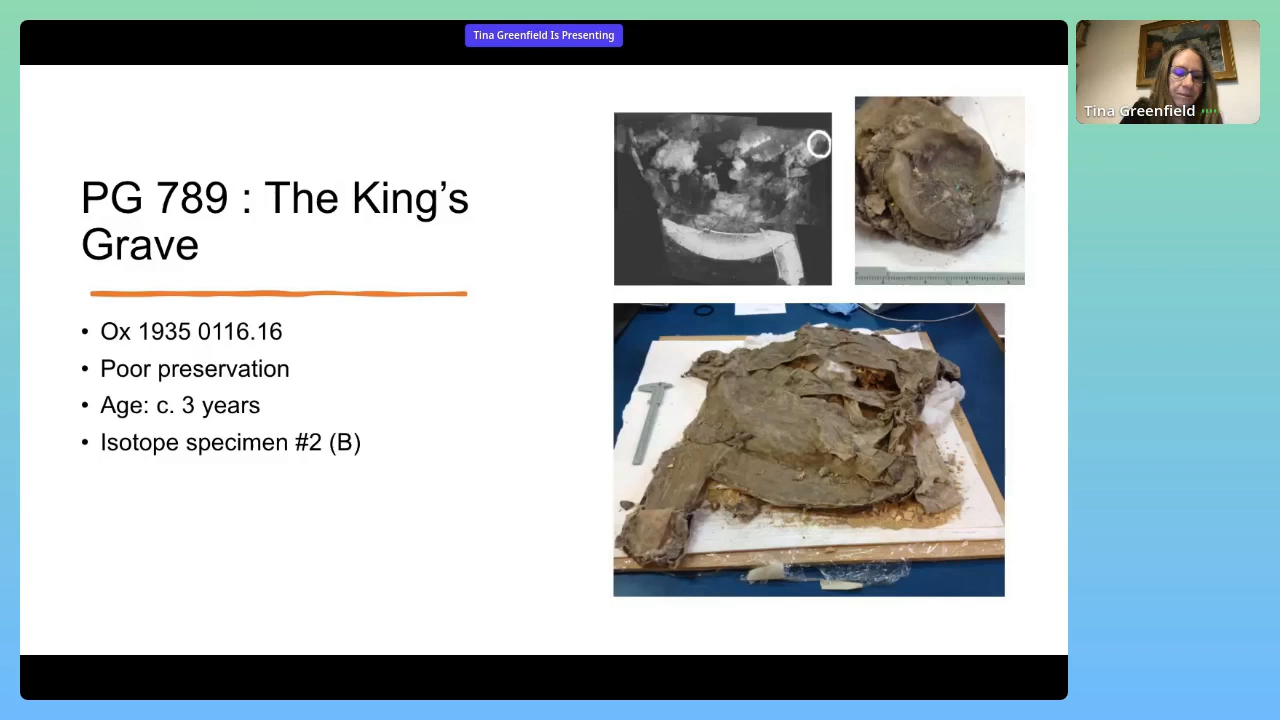 Tina Greenfield Is Presenting
Tina Greenfield
PG 789 : The King’s
Grave
• Ox 1935 0116.16
• Poor preservation
• Age: c. 3 years
• Isotope specimen #2 (B)